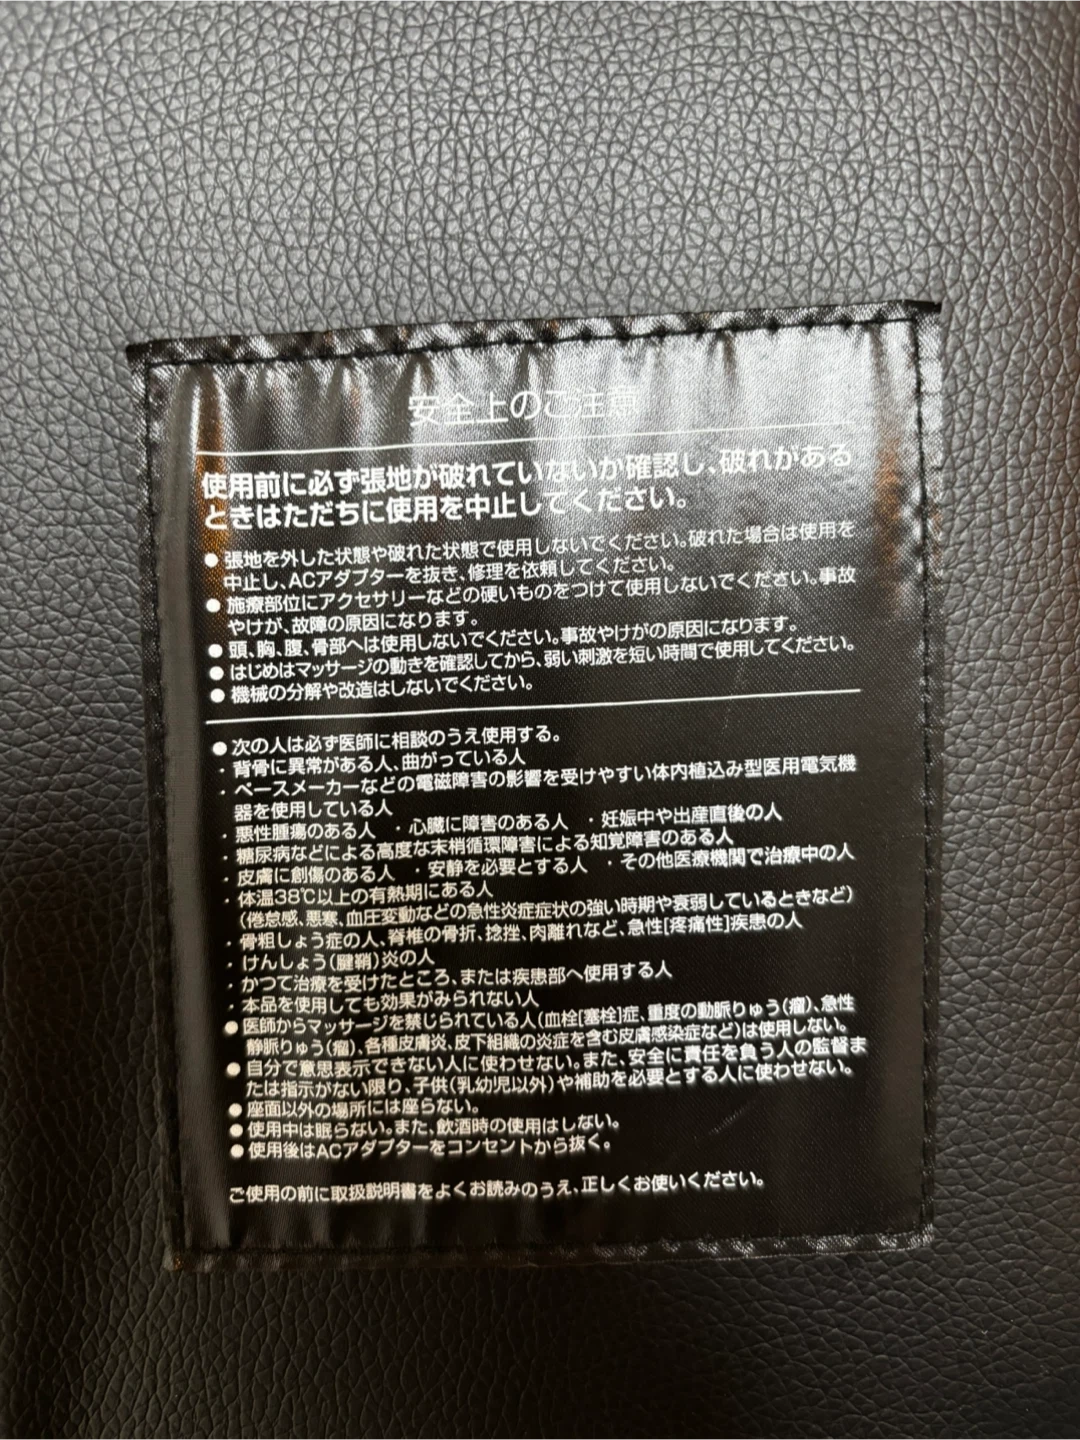 安全上のご注意
使用前に必ず張地が破れていないか確認し、破れがある
ときはただちに使用を中止してください。
● 張地を外した状態や破れた状態で使用しないでください。破れた場合は使用を
中止し、ACアダプターを抜き、修理を依頼してください。
● 施療部位にアクセサリーなどの硬いものをつけて使用しないでください。事故
やけが、故障の原因になります。
● 頭、胸、腹、骨部へは使用しないでください。事故やけがの原因になります。
● はじめはマッサージの動きを確認してから、弱い刺激を短い時間で使用してください。
● 機械の分解や改造はしないでください。
● 次の人は必ず医師に相談のうえ使用する。
・背骨に異常がある人、曲がっている人
・ペースメーカーなどの電磁障害の影響を受けやすい体内植込み型医用電気機
器を使用している人
・悪性腫瘍のある人 ・心臓に障害のある人 ・妊娠中や出産直後の人
・糖尿病などによる高度な末梢循環障害による知覚障害のある人
・皮膚に創傷のある人 ・安静を必要とする人 ・その他医療機関で治療中の人
・体温38℃以上の有熱期にある人
（倦怠感、悪寒、血圧変動などの急性炎症症状の強い時期や衰弱しているときなど）
・骨粗しょう症の人、脊椎の骨折、捻挫、肉離れなど、急性[疼痛性]疾患の人
・けんしょう（腱鞘）炎の人
・かつて治療を受けたところ、または疾患部へ使用する人
・本品を使用しても効果がみられない人
● 医師からマッサージを禁じられている人（血栓[塞栓]症、重度の動脈りゅう（瘤）、急性
静脈りゅう（瘤）、各種皮膚炎、皮下組織の炎症を含む皮膚感染症など）は使用しない。
● 自分で意思表示できない人に使わせない。また、安全に責任を負う人の監督ま
たは指示がない限り、子供（乳幼児以外）や補助を必要とする人に使わせない。
● 座面以外の場所には座らない。
● 使用中は眠らない。また、飲酒時の使用はしない。
● 使用後はACアダプターをコンセントから抜く。
ご使用の前に取扱説明書をよくお読みのうえ、正しくお使いください。